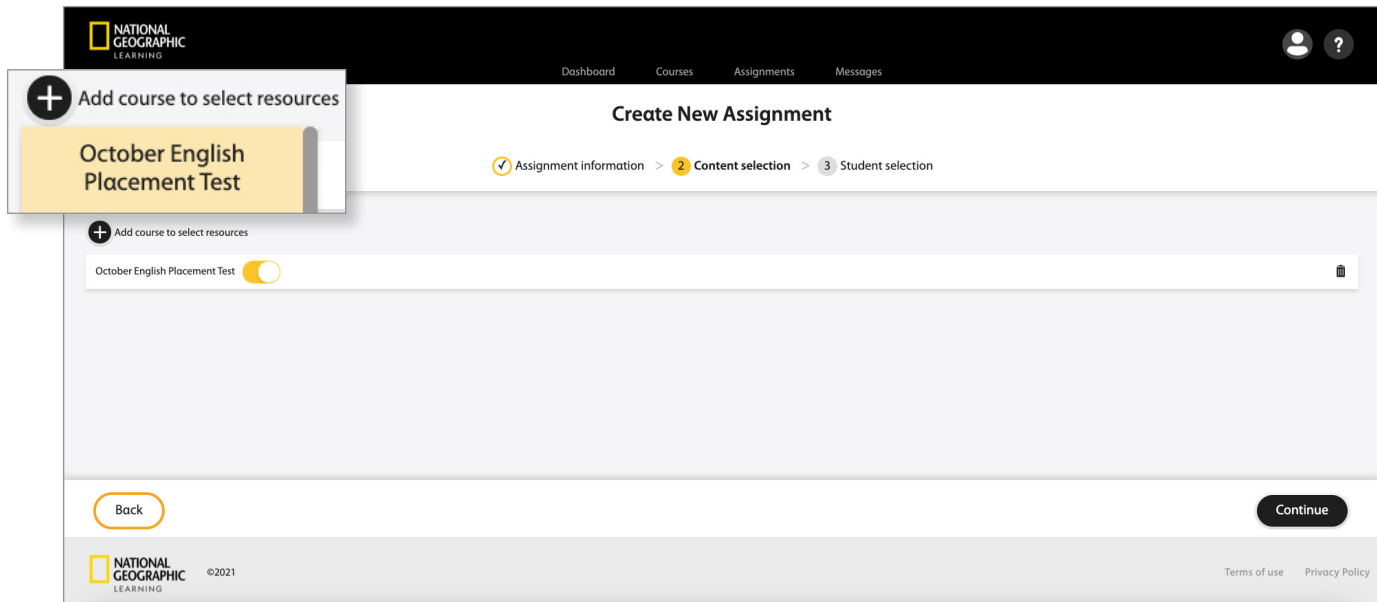 NATIONAL
GEOGRAPHIC
LEARNING
?
Dashboard Courses Assignments Messages
Add course to select resources
October English
Placement Test
Create New Assignment
Assignment information > 2 Content selection > 3 Student selection
Add course to select resources
October English Placement Test
Back
Continue
NATIONAL
GEOGRAPHIC
LEARNING
©2021
Terms of use Privacy Policy